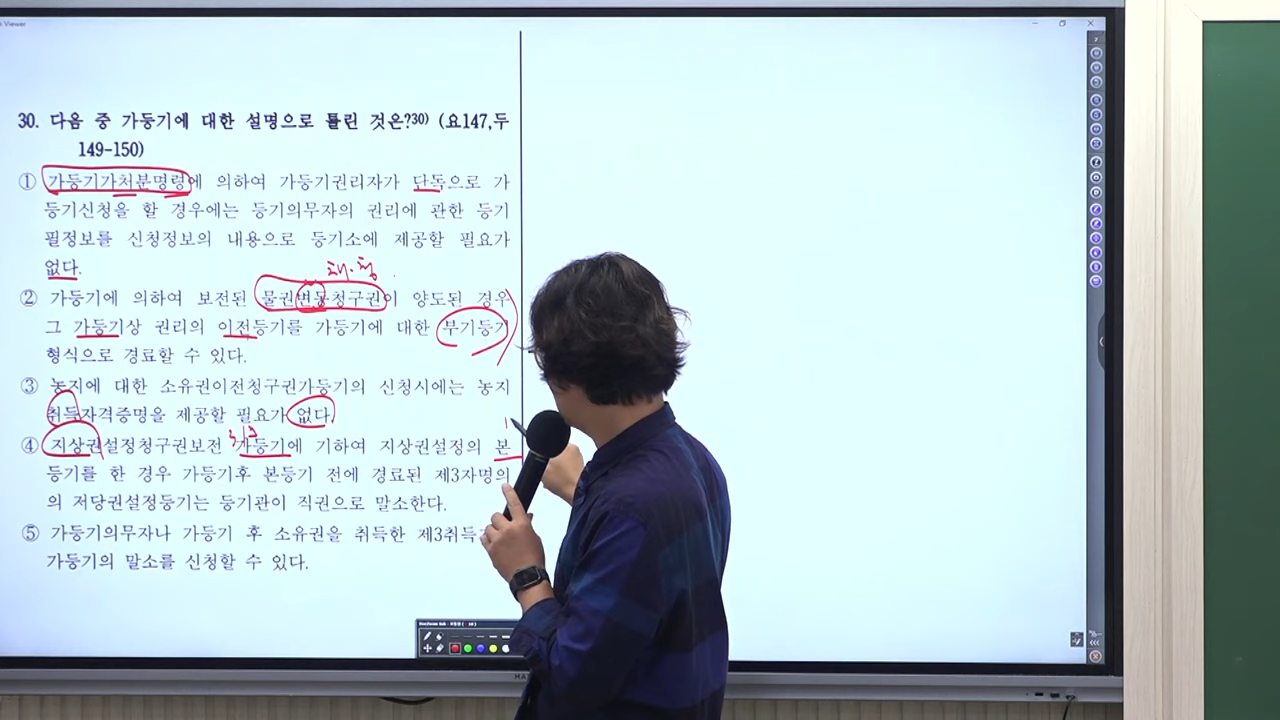 n Viewer
30. 다음 중 가등기에 대한 설명으로 틀린 것은?30) (요147,두
149-150)
① 가등기가처분명령에 의하여 가등기권리자가 단독으로 가
등기신청을 할 경우에는 등기의무자의 권리에 관한 등기
필정보를 신청정보의 내용으로 등기소에 제공할 필요가
없다.
② 가등기에 의하여 보전된 물권변동청구권이 양도된 경우
그 가등기상 권리의 이전등기를 가등기에 대한 부기등기
형식으로 경료할 수 있다.
③ 농지에 대한 소유권이전청구권가등기의 신청시에는 농지
취득자격증명을 제공할 필요가 없다.
④ 지상권설정청구권보전 가등기에 기하여 지상권설정의 본
등기를 한 경우 가등기후 본등기 전에 경료된 제3자명의
의 저당권설정등기는 등기관이 직권으로 말소한다.
⑤ 가등기의무자나 가등기 후 소유권을 취득한 제3취득
가등기의 말소를 신청할 수 있다.